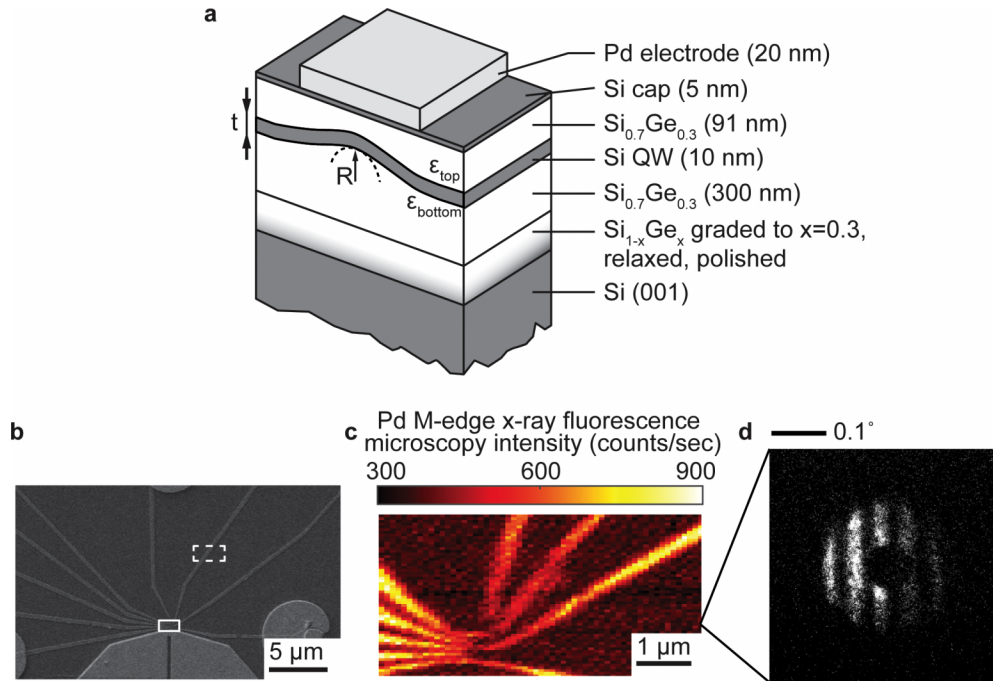 a
Pd electrode (20 nm)
Si cap (5 nm)
Si0.7Ge0.3 (91 nm)
Si QW (10 nm)
Si0.7Ge0.3 (300 nm)
Si1-xGex graded to x=0.3,
relaxed, polished
Si (001)
t
R
εtop
εbottom
b
5 μm
c
Pd M-edge x-ray fluorescence
microscopy intensity (counts/sec)
300 600 900
1 μm
d
0.1°